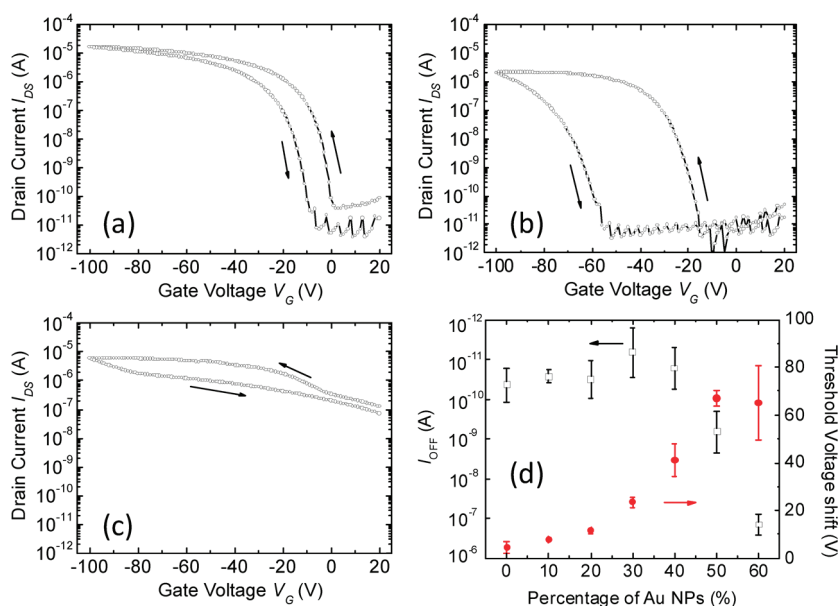 10⁻⁴
10⁻⁵
10⁻⁶
10⁻⁷
10⁻⁸
10⁻⁹
10⁻¹⁰
10⁻¹¹
10⁻¹²
Drain Current I_DS (A)
(a)
-100 -80 -60 -40 -20 0 20
Gate Voltage V_G (V)
10⁻⁴
10⁻⁵
10⁻⁶
10⁻⁷
10⁻⁸
10⁻⁹
10⁻¹⁰
10⁻¹¹
10⁻¹²
Drain Current I_DS (A)
(b)
-100 -80 -60 -40 -20 0 20
Gate Voltage V_G (V)
10⁻⁴
10⁻⁵
10⁻⁶
10⁻⁷
10⁻⁸
10⁻⁹
10⁻¹⁰
10⁻¹¹
10⁻¹²
Drain Current I_DS (A)
(c)
-100 -80 -60 -40 -20 0 20
Gate Voltage V_G (V)
10⁻¹²
10⁻¹¹
10⁻¹⁰
10⁻⁹
10⁻⁸
10⁻⁷
10⁻⁶
I_OFF (A)
(d)
100
80
60
40
20
0
Threshold Voltage shift
(V)
0 10 20 30 40 50 60
Percentage of Au NPs (%)